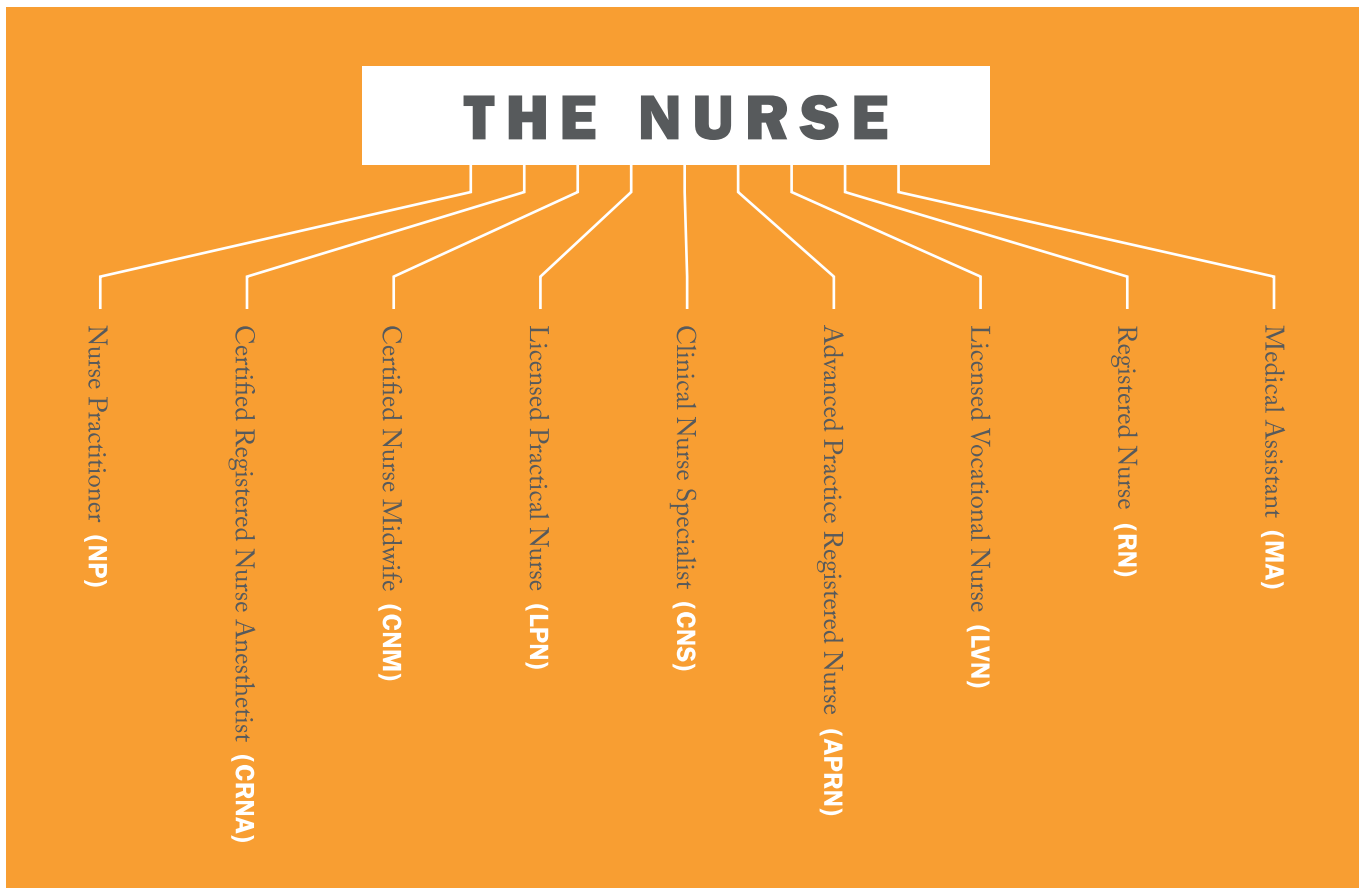 THE NURSE
Nurse Practitioner (NP)
Certified Registered Nurse Anesthetist (CRNA)
Certified Nurse Midwife (CNM)
Licensed Practical Nurse (LPN)
Clinical Nurse Specialist (CNS)
Advanced Practice Registered Nurse (APRN)
Licensed Vocational Nurse (LVN)
Registered Nurse (RN)
Medical Assistant (MA)